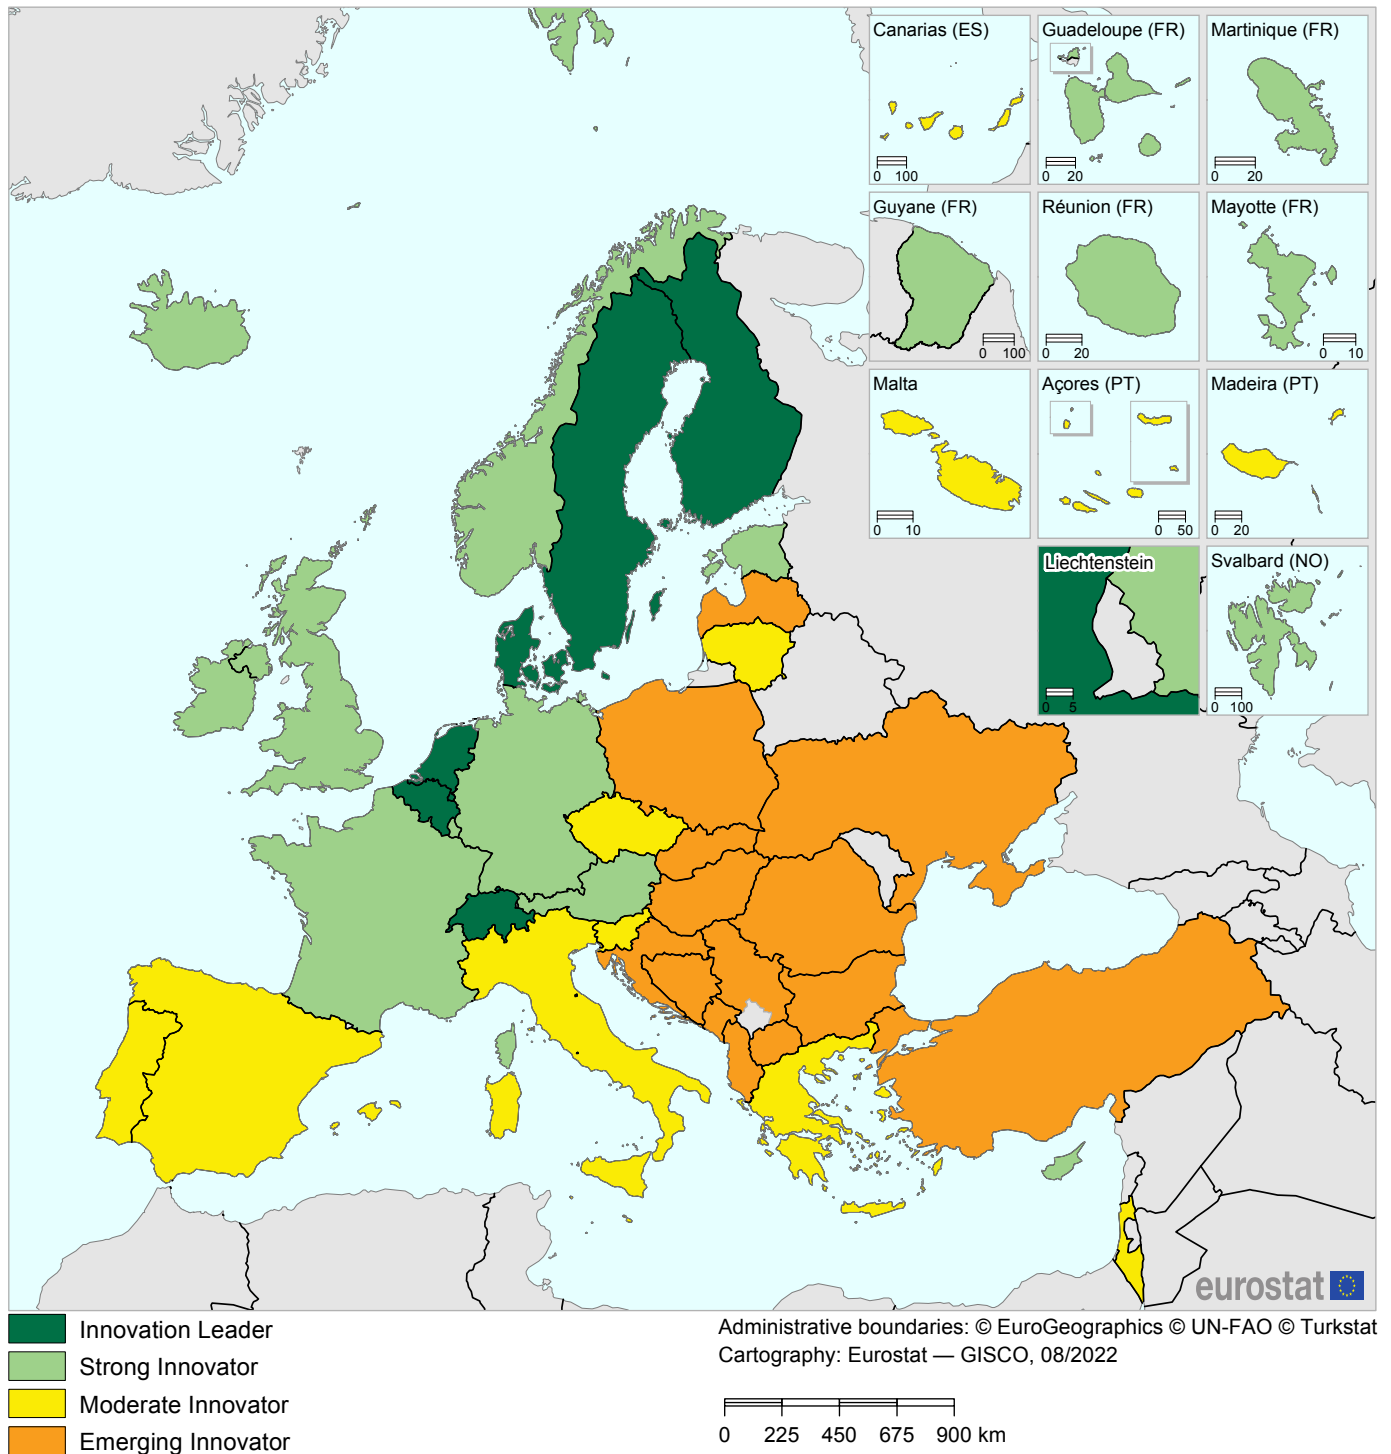 Canarias (ES)
0 100
Guadeloupe (FR)
0 20
Martinique (FR)
0 20
Guyane (FR)
0 100
Réunion (FR)
0 20
Mayotte (FR)
0 10
Malta
0 10
Açores (PT)
0 50
Madeira (PT)
0 20
Liechtenstein
0 5
Svalbard (NO)
0 100
eurostat
Innovation Leader
Strong Innovator
Moderate Innovator
Emerging Innovator
Administrative boundaries: © EuroGeographics © UN-FAO © Turkstat
Cartography: Eurostat — GISCO, 08/2022
0 225 450 675 900 km